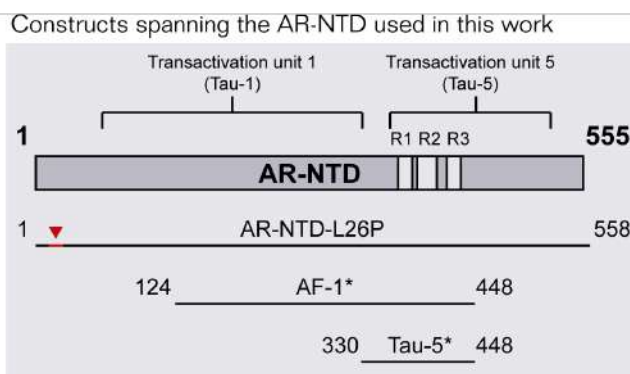 Constructs spanning the AR-NTD used in this work
Transactivation unit 1 Transactivation unit 5
(Tau-1) (Tau-5)
R1 R2 R3
1 555
AR-NTD
1 AR-NTD-L26P 558
124 AF-1* 448
330 Tau-5* 448